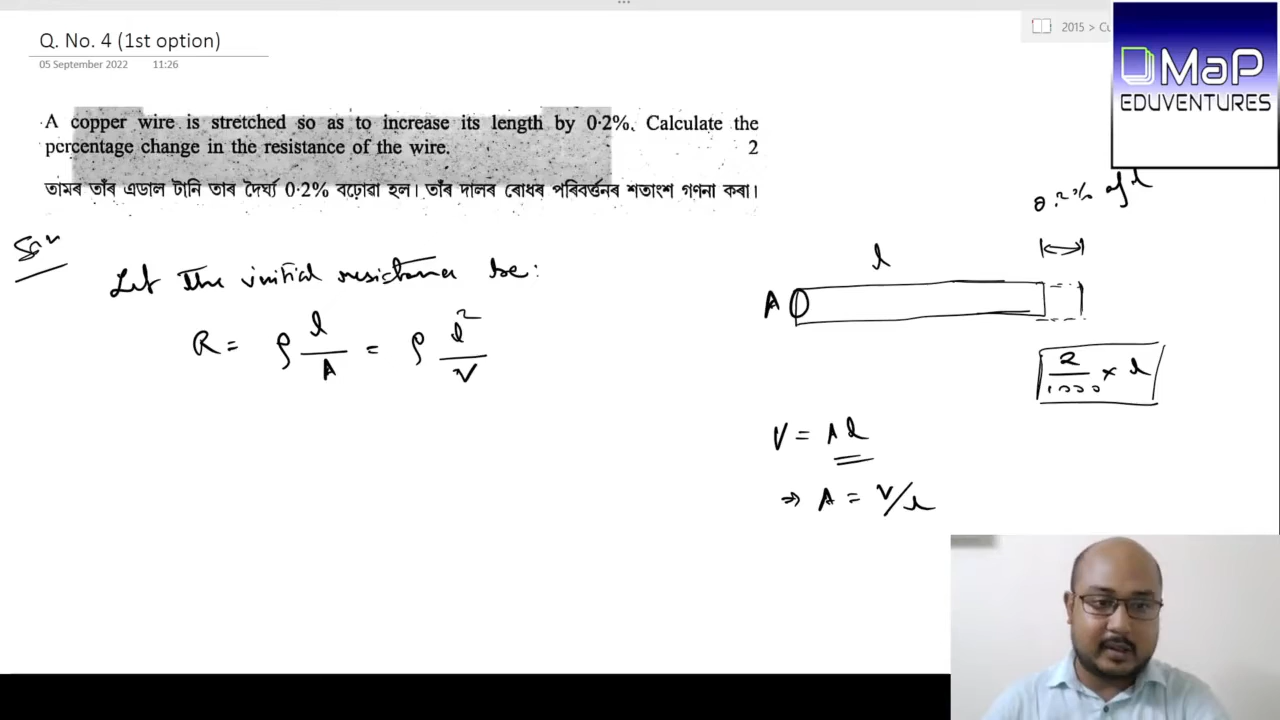 Q. No. 4 (1st option)
05 September 2022 11:26
2015 > Cu
MaP
EDUVENTURES
A copper wire is stretched so as to increase its length by 0·2%. Calculate the
percentage change in the resistance of the wire. 2
তামৰ তাঁৰ এডাল টানি তাৰ দৈৰ্ঘ্য 0·2% বঢ়োৱা হল। তাঁৰ দালৰ ৰোধৰ পৰিবৰ্ত্তনৰ শতাংশ গণনা কৰা।
0.2% of l
Soln
Let the initial resistance be:
l
A
R = ρ l/A = ρ l²/V
2/1000 × l
V = Al
⇒ A = V/l